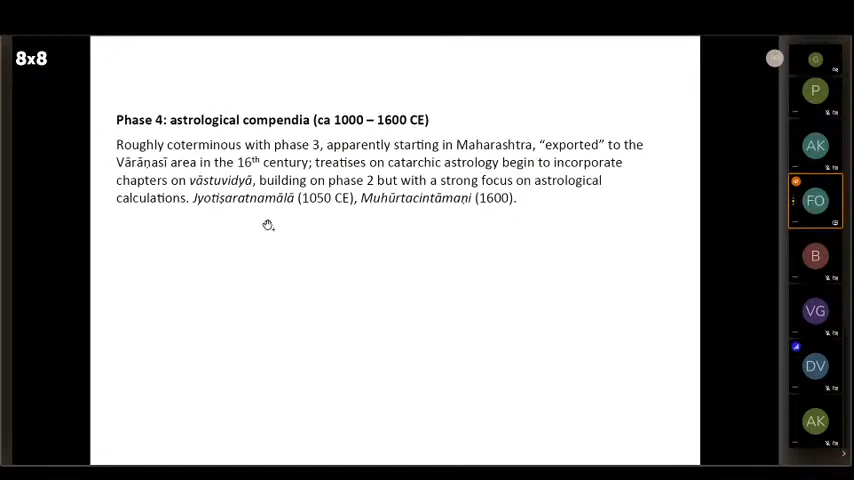 8x8
Phase 4: astrological compendia (ca 1000 – 1600 CE)
Roughly coterminous with phase 3, apparently starting in Maharashtra, “exported” to the
Vārāṇasī area in the 16th century; treatises on catarchic astrology begin to incorporate
chapters on vāstuvidyā, building on phase 2 but with a strong focus on astrological
calculations. Jyotiṣaratnamālā (1050 CE), Muhūrtacintāmaṇi (1600).
G
P
AK
FO
B
VG
DV
AK